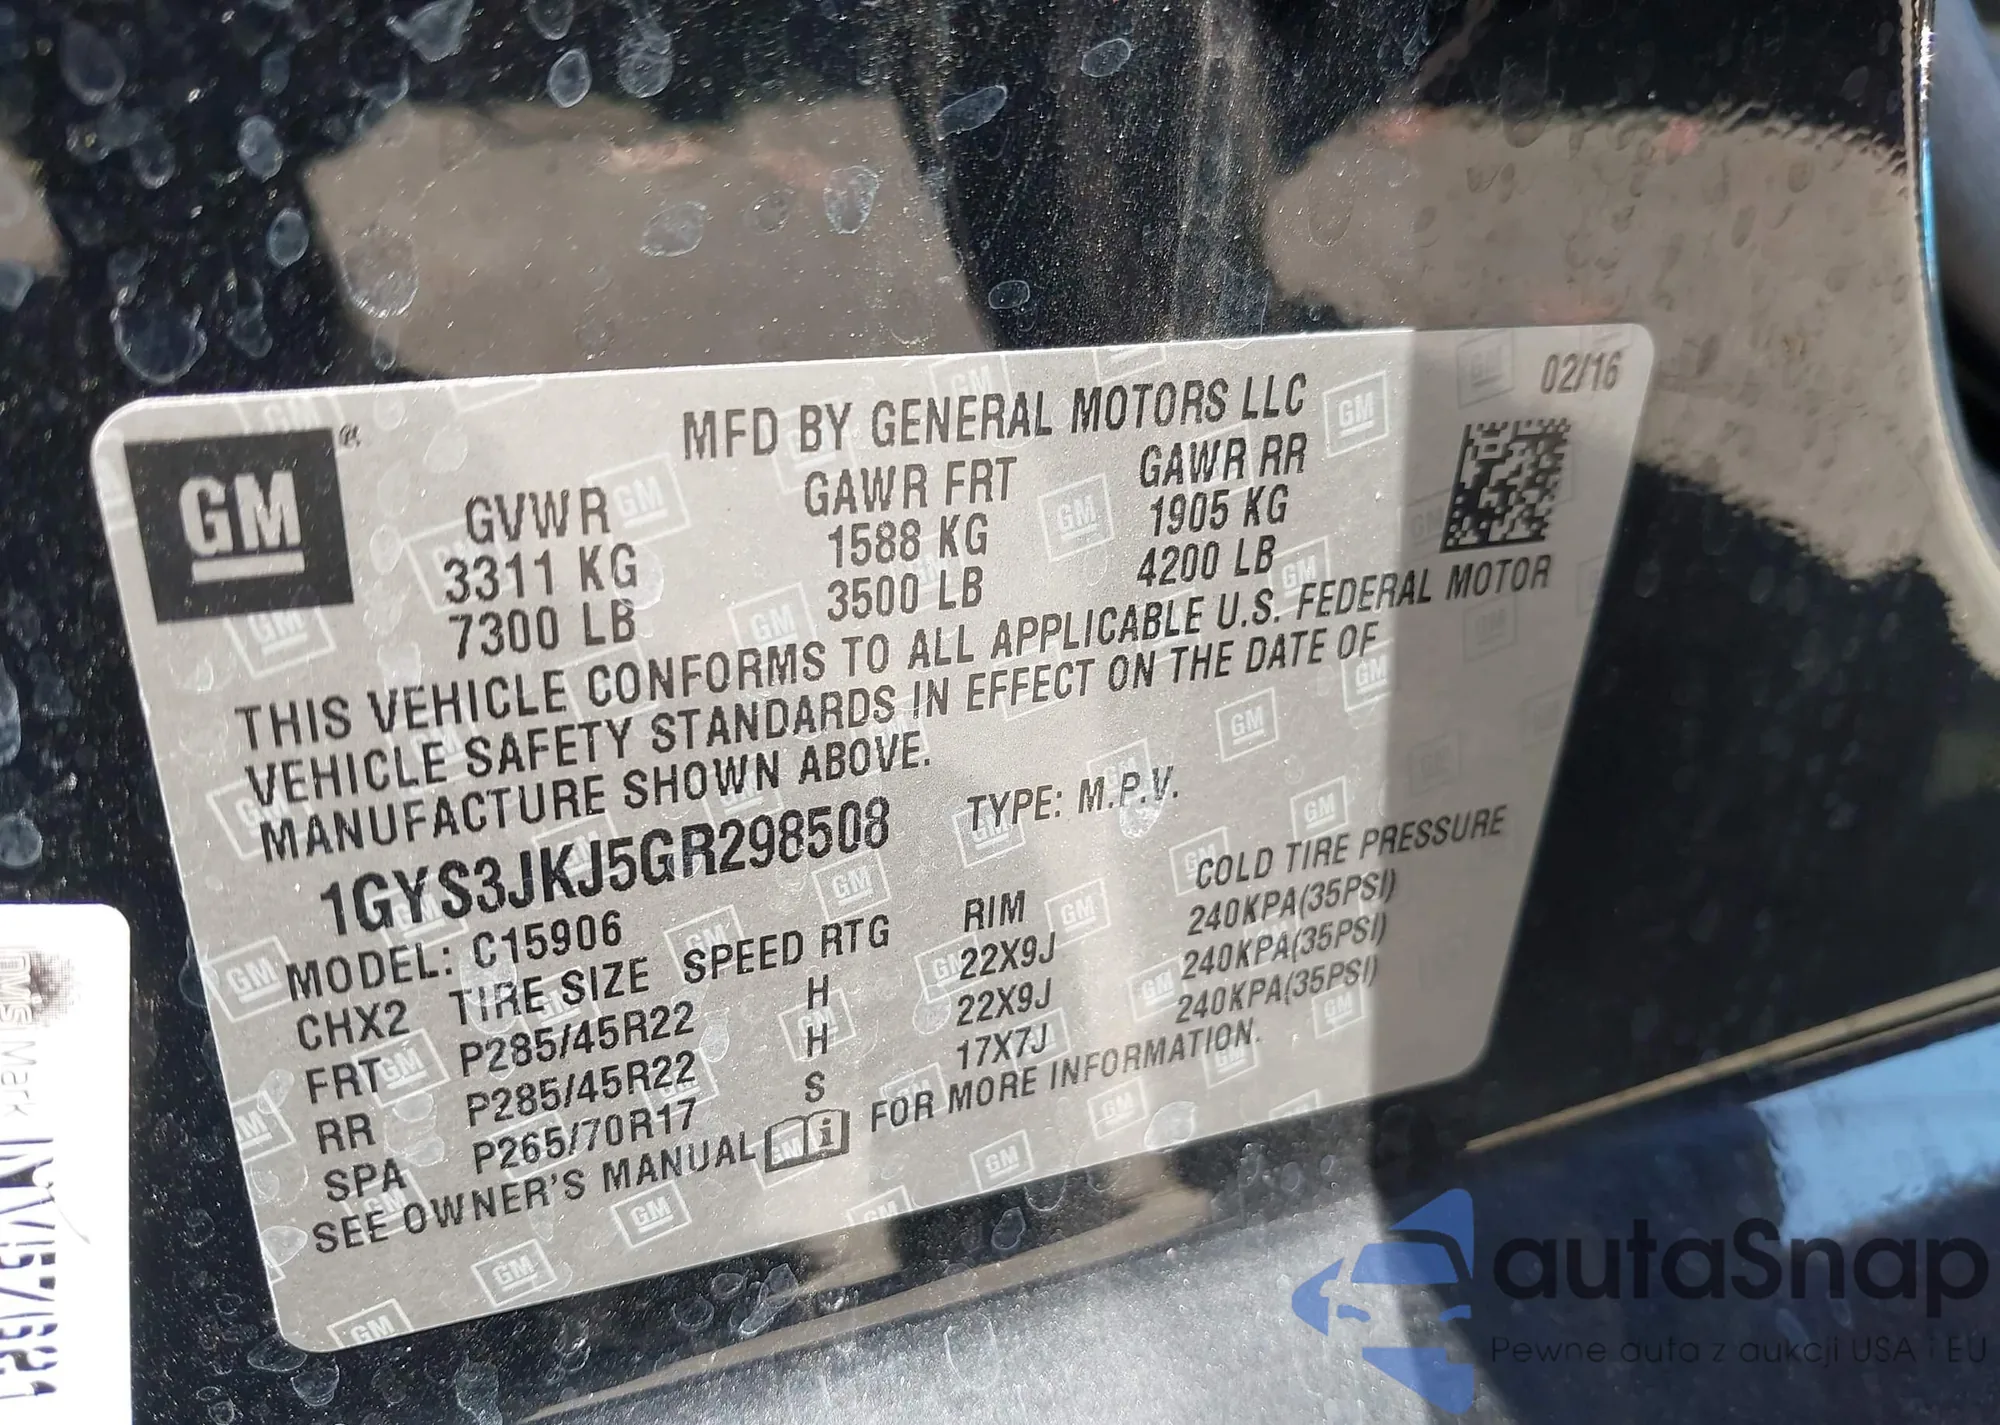 02/16
MFD BY GENERAL MOTORS LLC
GM
GVWR GAWR FRT GAWR RR
3311 KG 1588 KG 1905 KG
7300 LB 3500 LB 4200 LB
THIS VEHICLE CONFORMS TO ALL APPLICABLE U.S. FEDERAL MOTOR
VEHICLE SAFETY STANDARDS IN EFFECT ON THE DATE OF
MANUFACTURE SHOWN ABOVE.
1GYS3JKJ5GR298508 TYPE: M.P.V.
MODEL: C15906
CHX2 TIRE SIZE SPEED RTG RIM COLD TIRE PRESSURE
FRT P285/45R22 H 22X9J 240KPA(35PSI)
RR P285/45R22 H 22X9J 240KPA(35PSI)
SPA P265/70R17 S 17X7J 240KPA(35PSI)
SEE OWNER'S MANUAL i FOR MORE INFORMATION.
Mark
autaSnap
Pewne auta z aukcji USA i EU